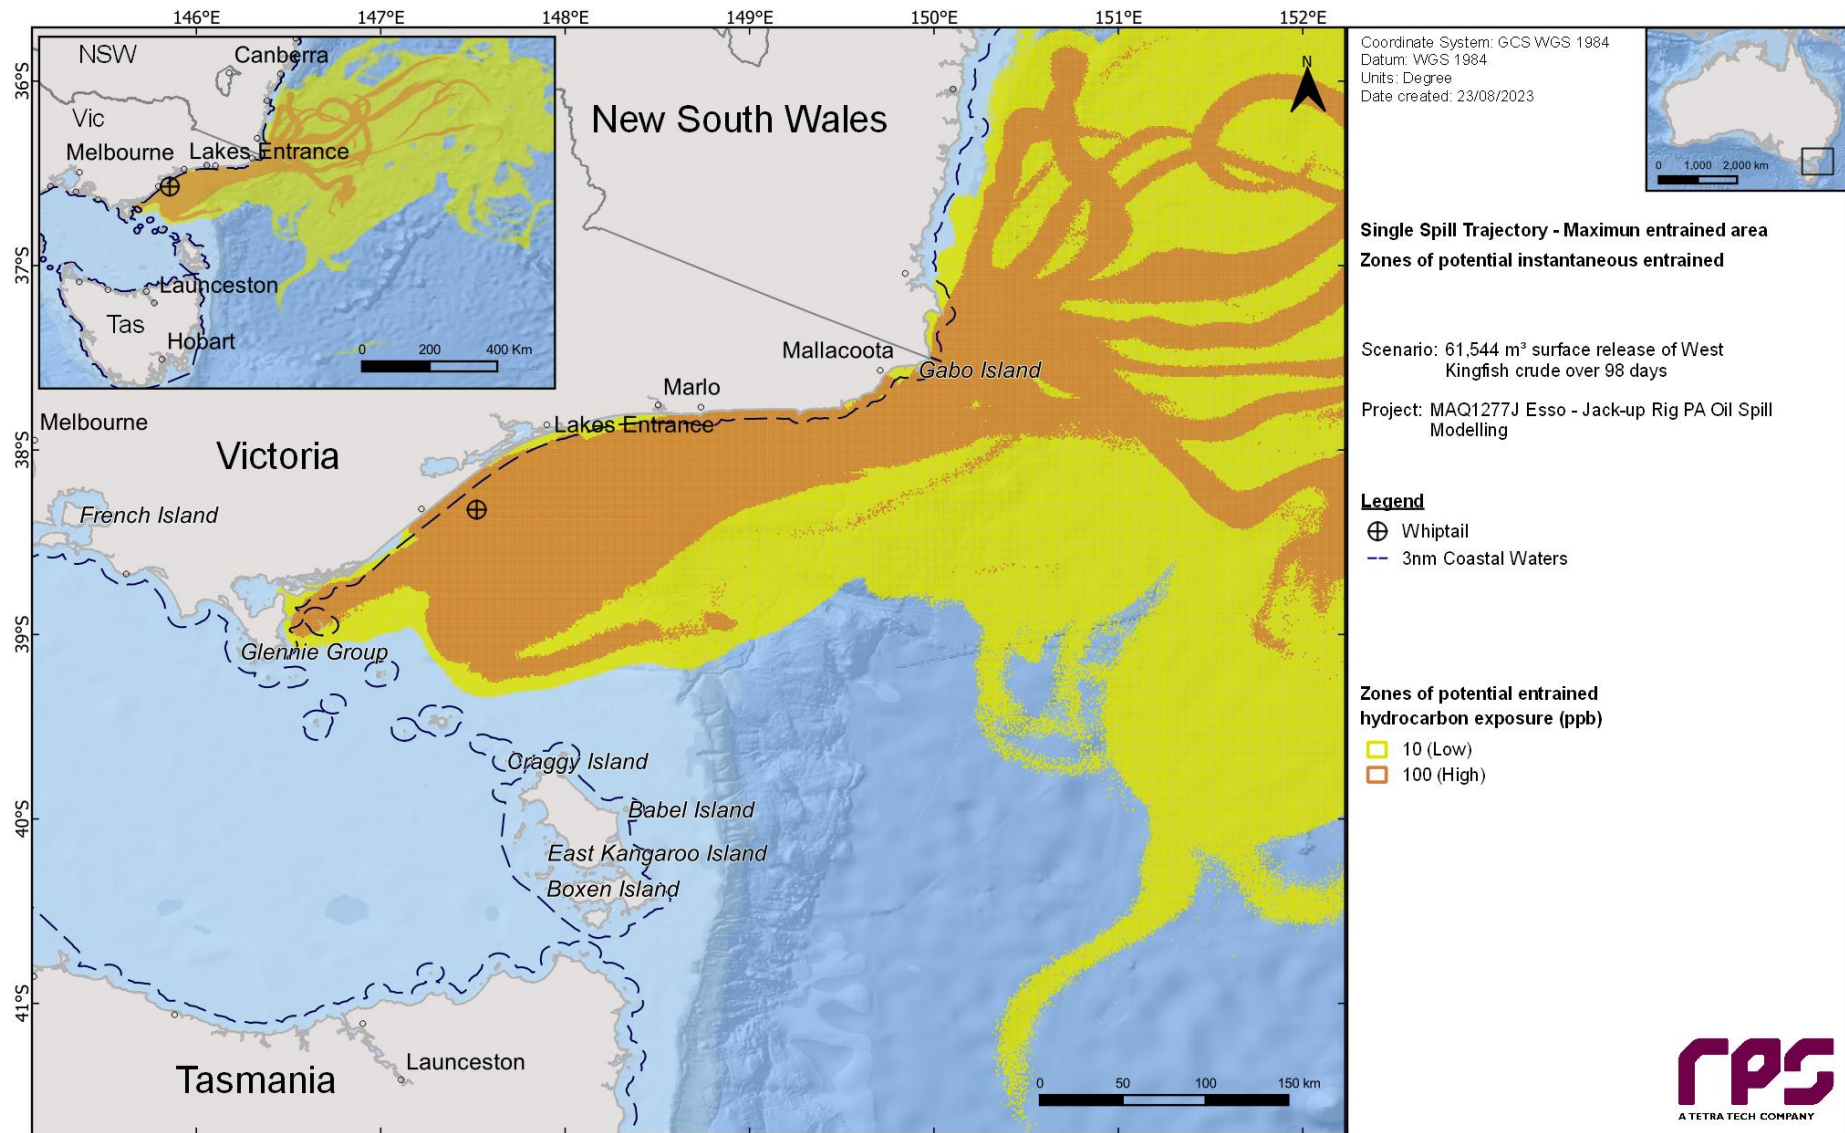 146°E 147°E 148°E 149°E 150°E 151°E 152°E
36°S
37°S
38°S
39°S
40°S
41°S
NSW
Canberra
Vic
Melbourne
Lakes Entrance
Launceston
Tas
Hobart
0 200 400 Km
New South Wales
Mallacoota
Gabo Island
Marlo
Lakes Entrance
Melbourne
Victoria
French Island
Glennie Group
Craggy Island
Babel Island
East Kangaroo Island
Boxen Island
Launceston
Tasmania
0 50 100 150 km
N
Coordinate System: GCS WGS 1984
Datum: WGS 1984
Units: Degree
Date created: 23/08/2023
0 1,000 2,000 km
Single Spill Trajectory - Maximun entrained area
Zones of potential instantaneous entrained
Scenario: 61,544 m³ surface release of West
Kingfish crude over 98 days
Project: MAQ1277J Esso - Jack-up Rig PA Oil Spill
Modelling
Legend
Whiptail
3nm Coastal Waters
Zones of potential entrained
hydrocarbon exposure (ppb)
10 (Low)
100 (High)
rps
A TETRA TECH COMPANY